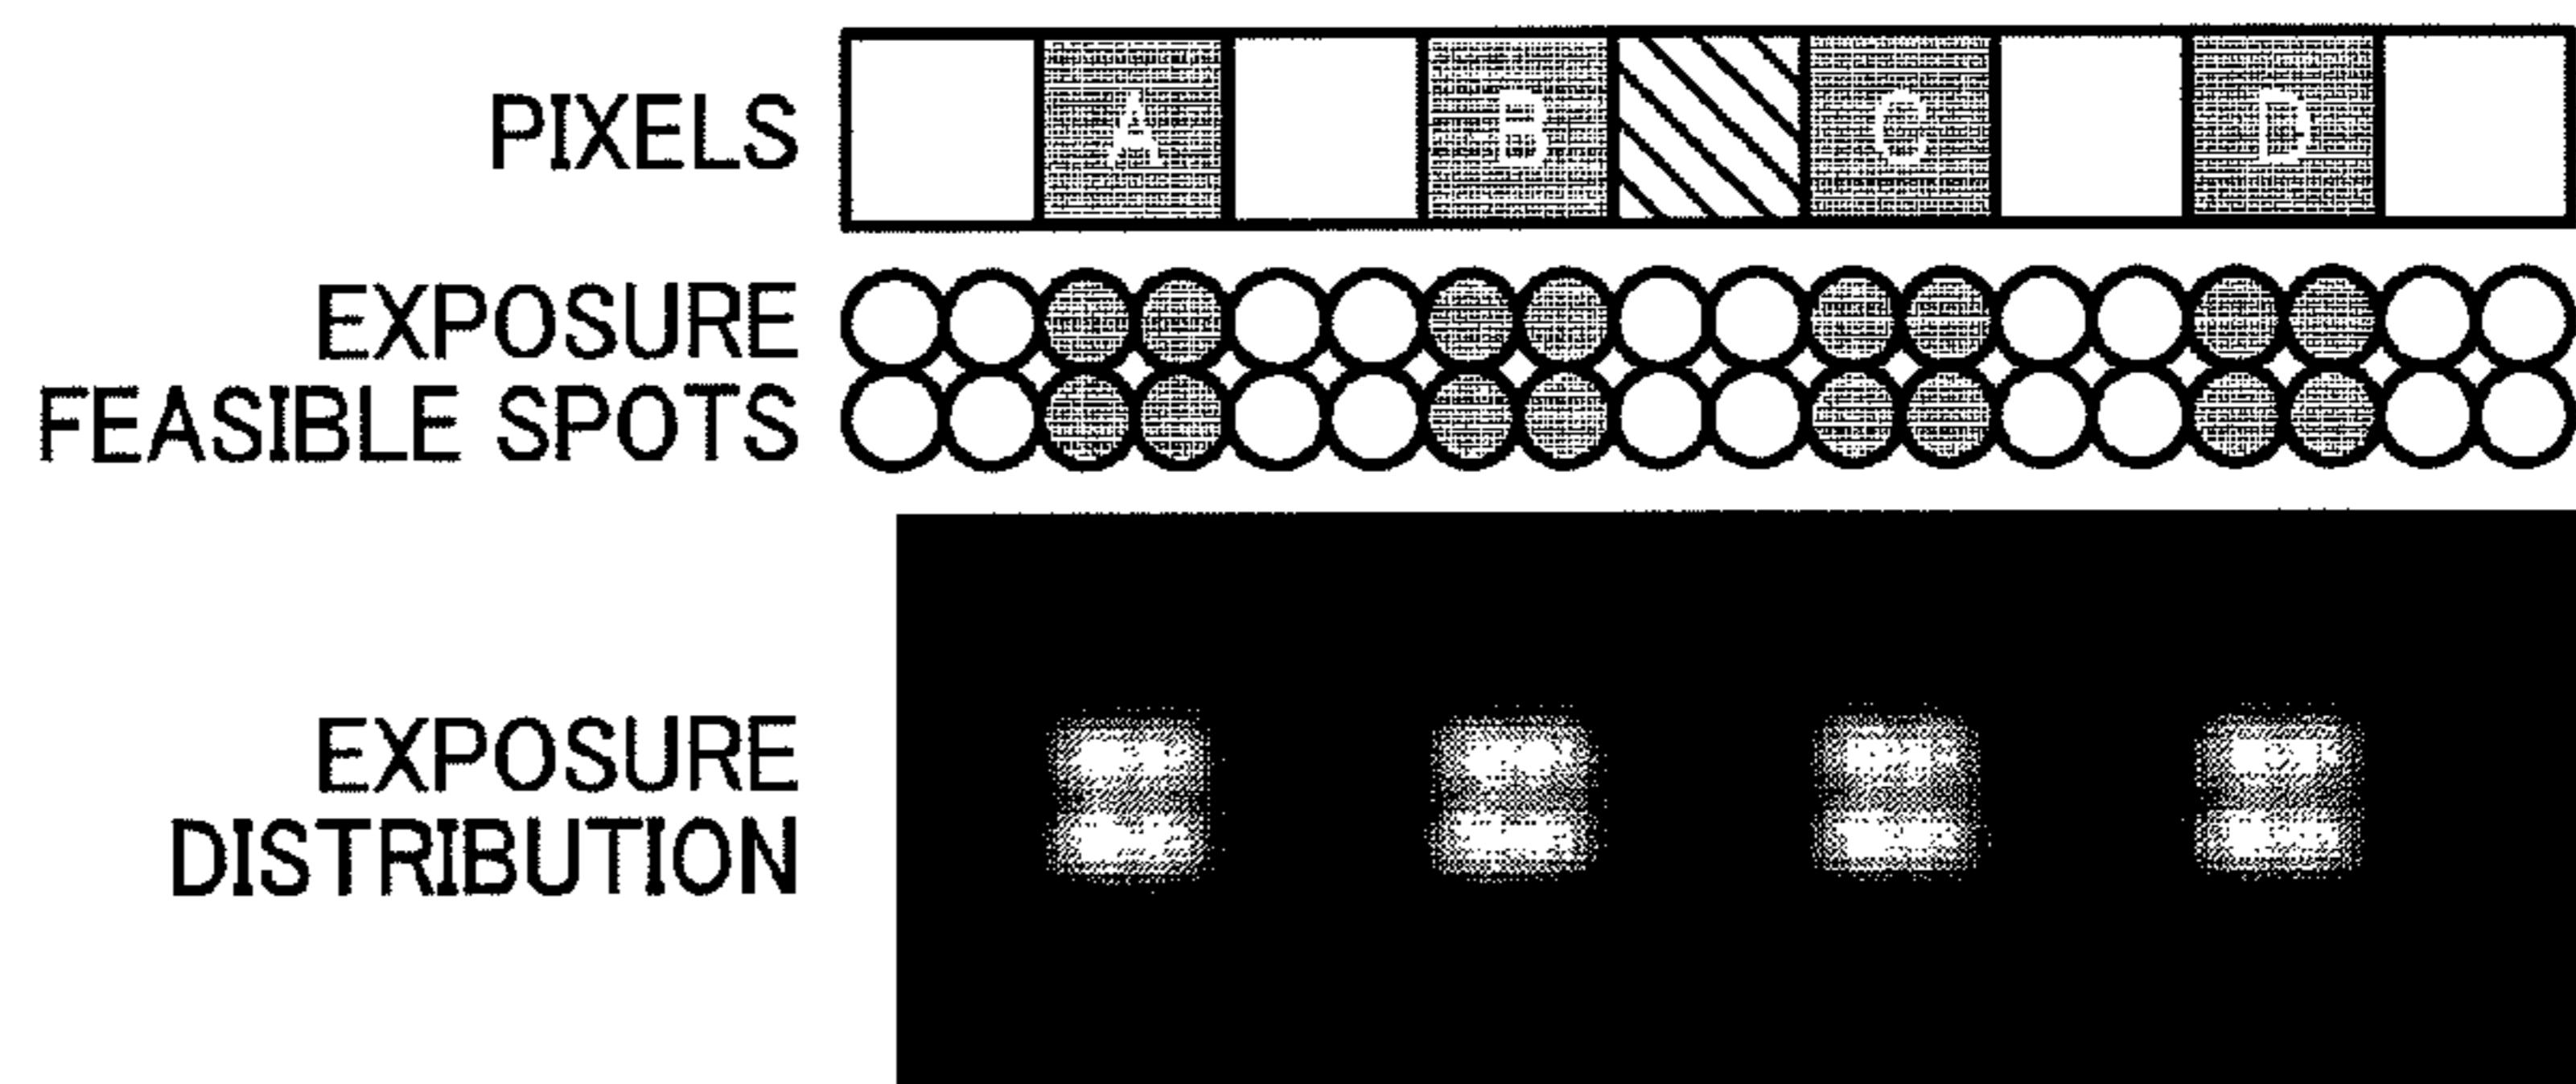 PIXELS
A B C D
EXPOSURE
FEASIBLE SPOTS
EXPOSURE
DISTRIBUTION